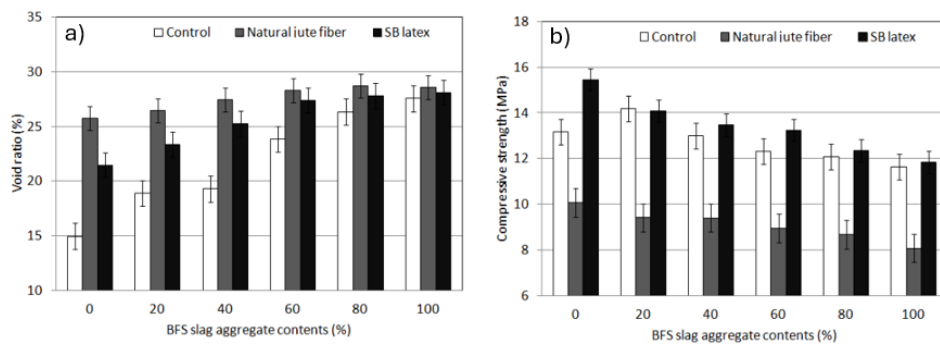 a)
Control Natural jute fiber SB latex
Void ratio (%)
35
30
25
20
15
10
0 20 40 60 80 100
BFS slag aggregate contents (%)
b)
Control Natural jute fiber SB latex
Compressive strength (MPa)
18
16
14
12
10
8
6
0 20 40 60 80 100
BFS slag aggregate contents (%)